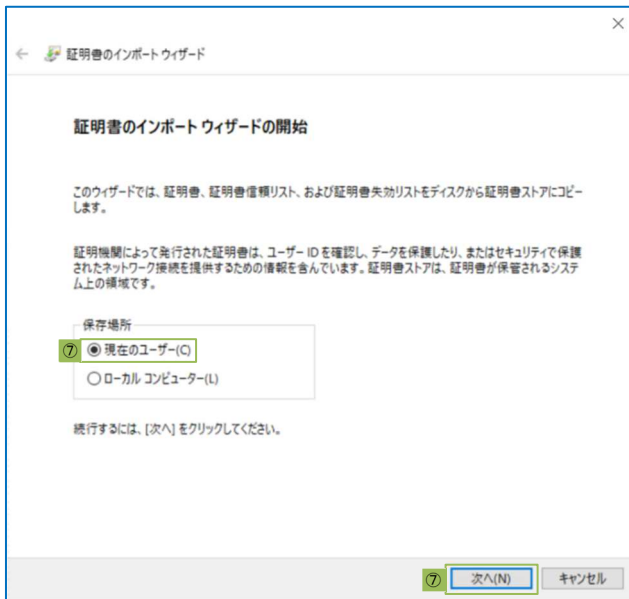 証明書のインポート ウィザード
証明書のインポート ウィザードの開始
このウィザードでは、証明書、証明書信頼リスト、および証明書失効リストをディスクから証明書ストアにコピー
します。
証明機関によって発行された証明書は、ユーザー ID を確認し、データを保護したり、またはセキュリティで保護
されたネットワーク接続を提供するための情報を含んでいます。証明書ストアは、証明書が保管されるシステ
ム上の領域です。
保存場所
⑦ 現在のユーザー(C)
ローカル コンピューター(L)
続行するには、[次へ] をクリックしてください。
⑦ 次へ(N) キャンセル